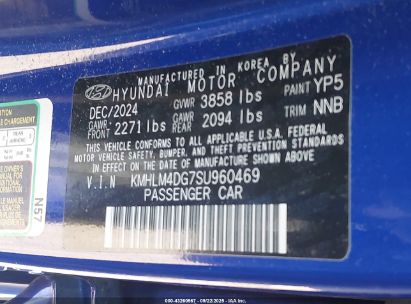 MANUFACTURED IN KOREA BY
HYUNDAI MOTOR COMPANY
DEC/2024 GVWR 3858 lbs PAINT YP5
GAWR FRONT 2271 lbs GAWR REAR 2094 lbs TRIM NNB
THIS VEHICLE CONFORMS TO ALL APPLICABLE U.S.A. FEDERAL
MOTOR VEHICLE SAFETY, BUMPER, AND THEFT PREVENTION
STANDARDS IN EFFECT ON THE DATE OF
MANUFACTURE SHOWN ABOVE.
V.I.N KMHLM4DG7SU960469
PASSENGER CAR
N57